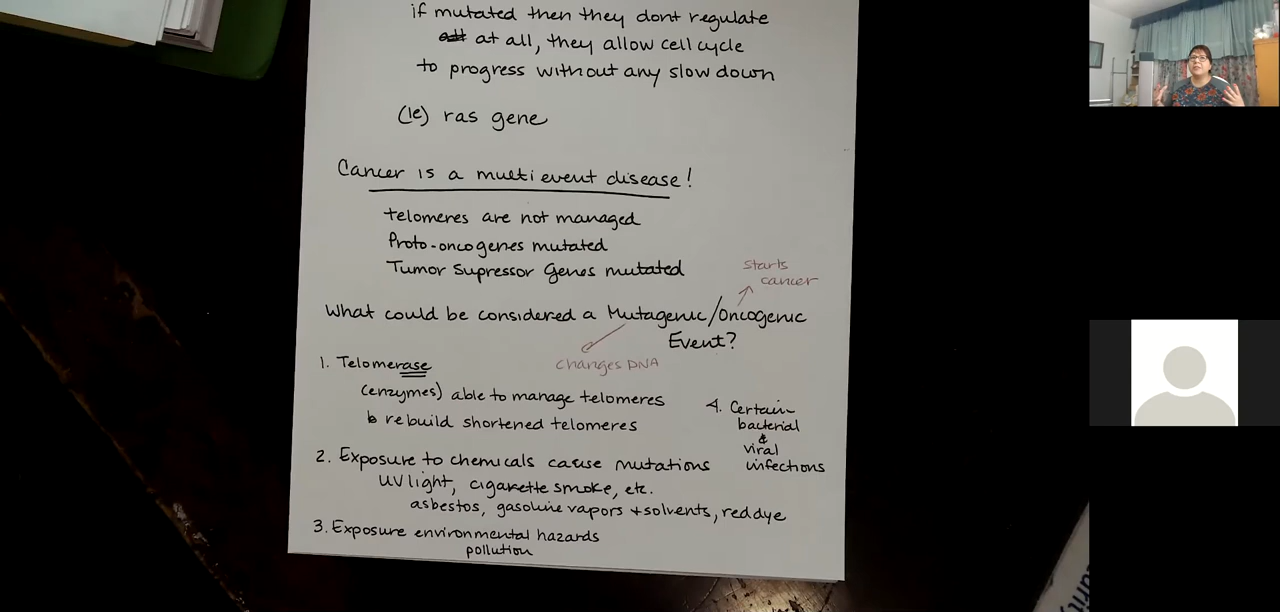 if mutated then they dont regulate
at at all, they allow cell cycle
to progress without any slow down
(ie) ras gene
Cancer is a multi event disease!
telomeres are not managed
Proto-oncogenes mutated
Tumor Supressor Genes mutated
starts
cancer
What could be considered a Mutagenic/Oncogenic
Event?
changes DNA
1. Telomerase
(enzymes) able to manage telomeres
& rebuild shortened telomeres
4. Certain
bacterial
&
viral
infections
2. Exposure to chemicals cause mutations
UV light, cigarette smoke, etc.
asbestos, gasoline vapors + solvents, red dye
3. Exposure environmental hazards
pollution